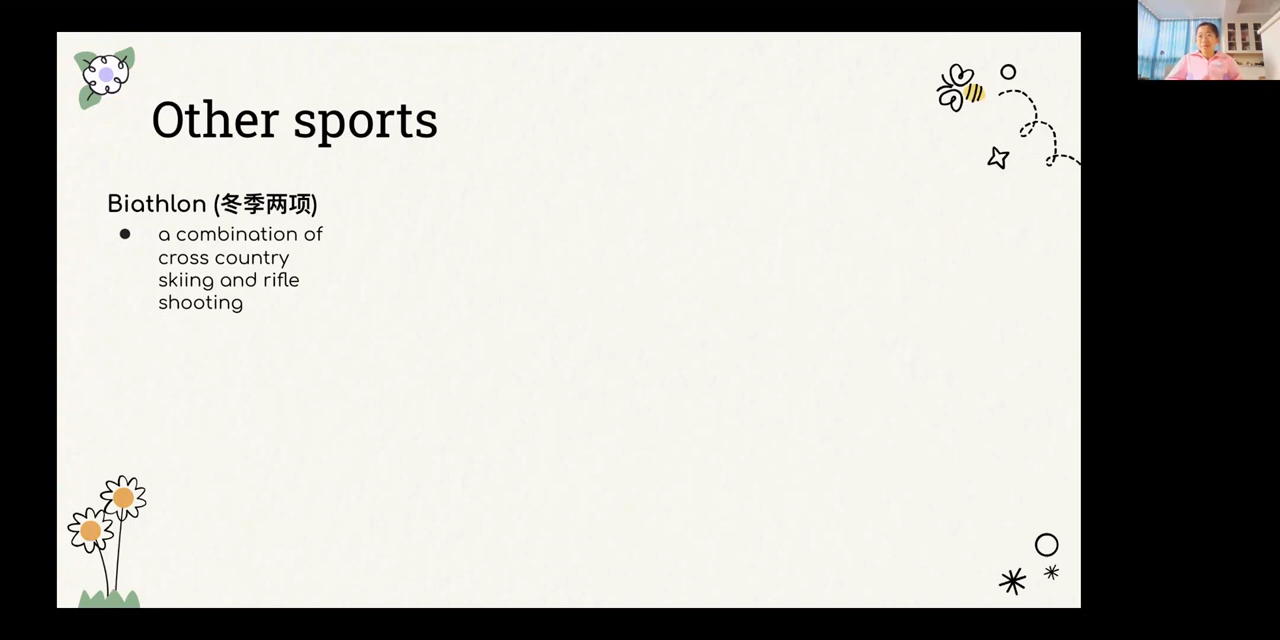 Other sports
Biathlon (冬季两项)
● a combination of
cross country
skiing and rifle
shooting